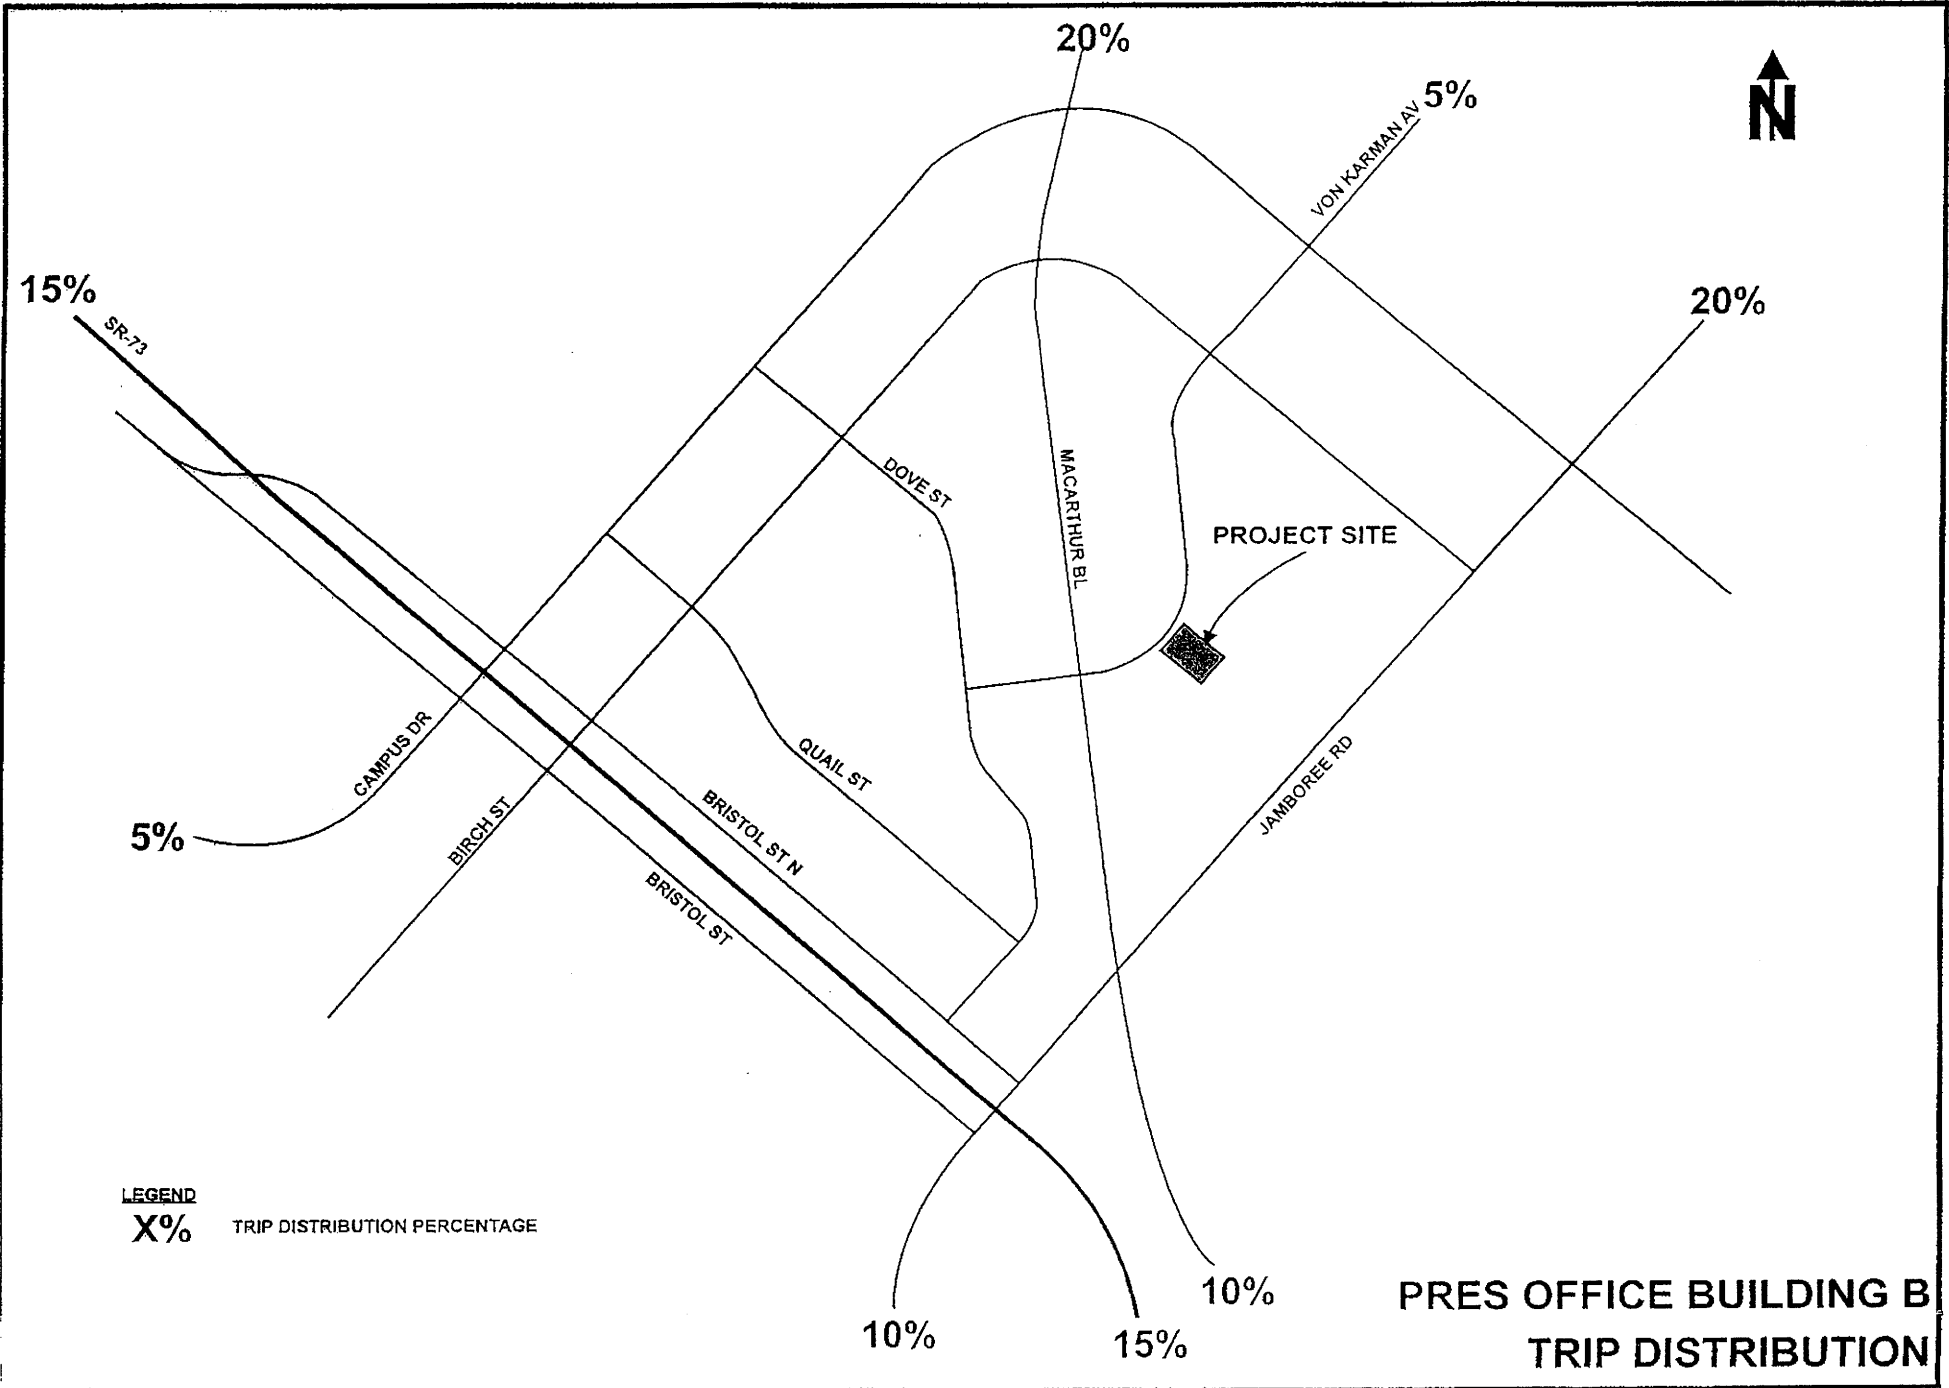 20%
5%
N
VON KARMAN AV
15%
SR-73
20%
DOVE ST
MACARTHUR BL
PROJECT SITE
CAMPUS DR
QUAIL ST
JAMBOREE RD
5%
BIRCH ST
BRISTOL ST N
BRISTOL ST
LEGEND
X% TRIP DISTRIBUTION PERCENTAGE
10%
10%
15%
PRES OFFICE BUILDING B
TRIP DISTRIBUTION